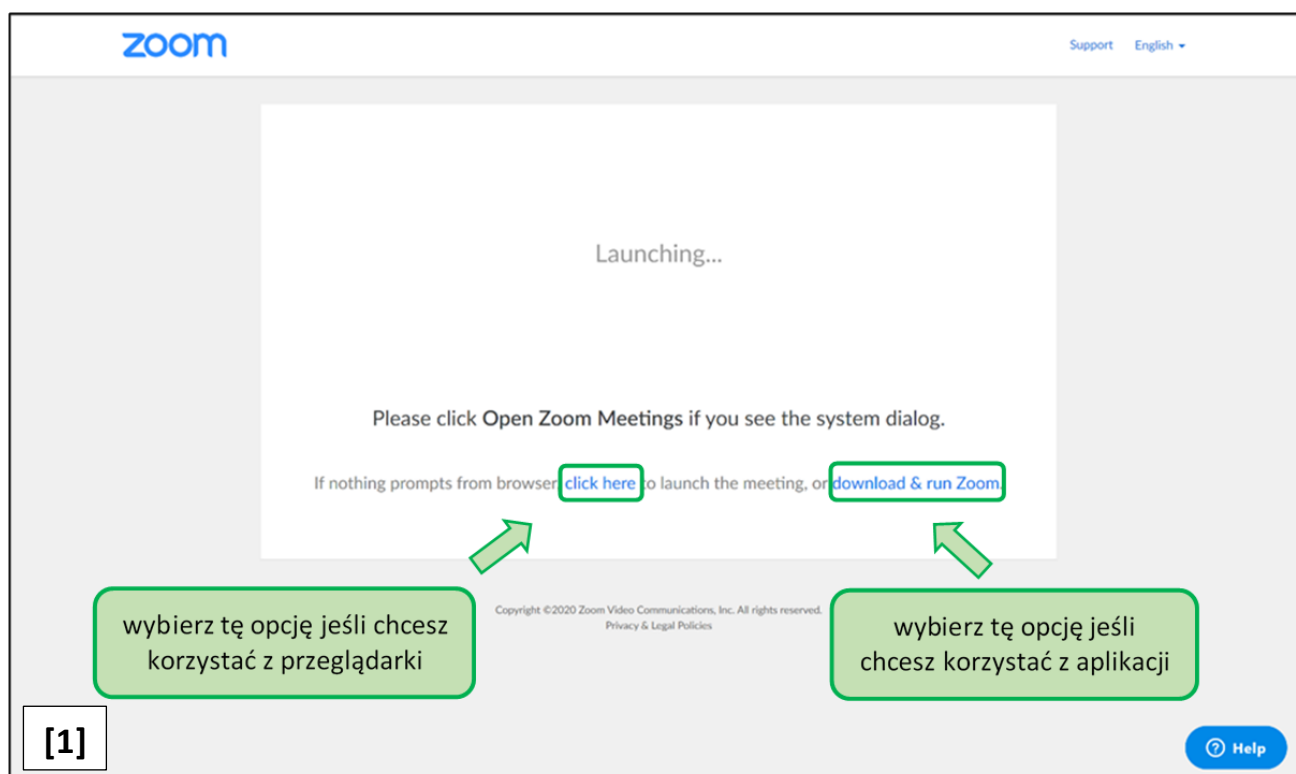 zoom
Support English
Launching...
Please click Open Zoom Meetings if you see the system dialog.
If nothing prompts from browser, click here to launch the meeting, or download & run Zoom.
wybierz tę opcję jeśli chcesz
korzystać z przeglądarki
Copyright ©2020 Zoom Video Communications, Inc. All rights reserved.
Privacy & Legal Policies
wybierz tę opcję jeśli
chcesz korzystać z aplikacji
[1]
Help